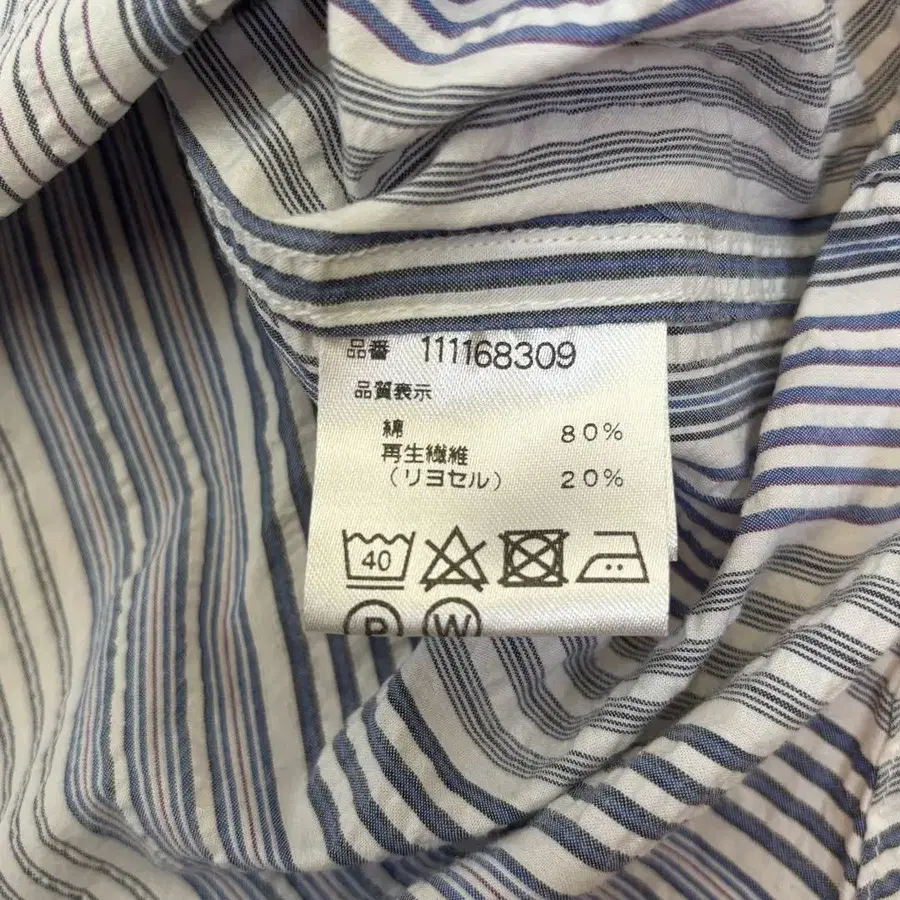 品番 111168309
品質表示
綿 80%
再生繊維
(リヨセル) 20%
40
P W